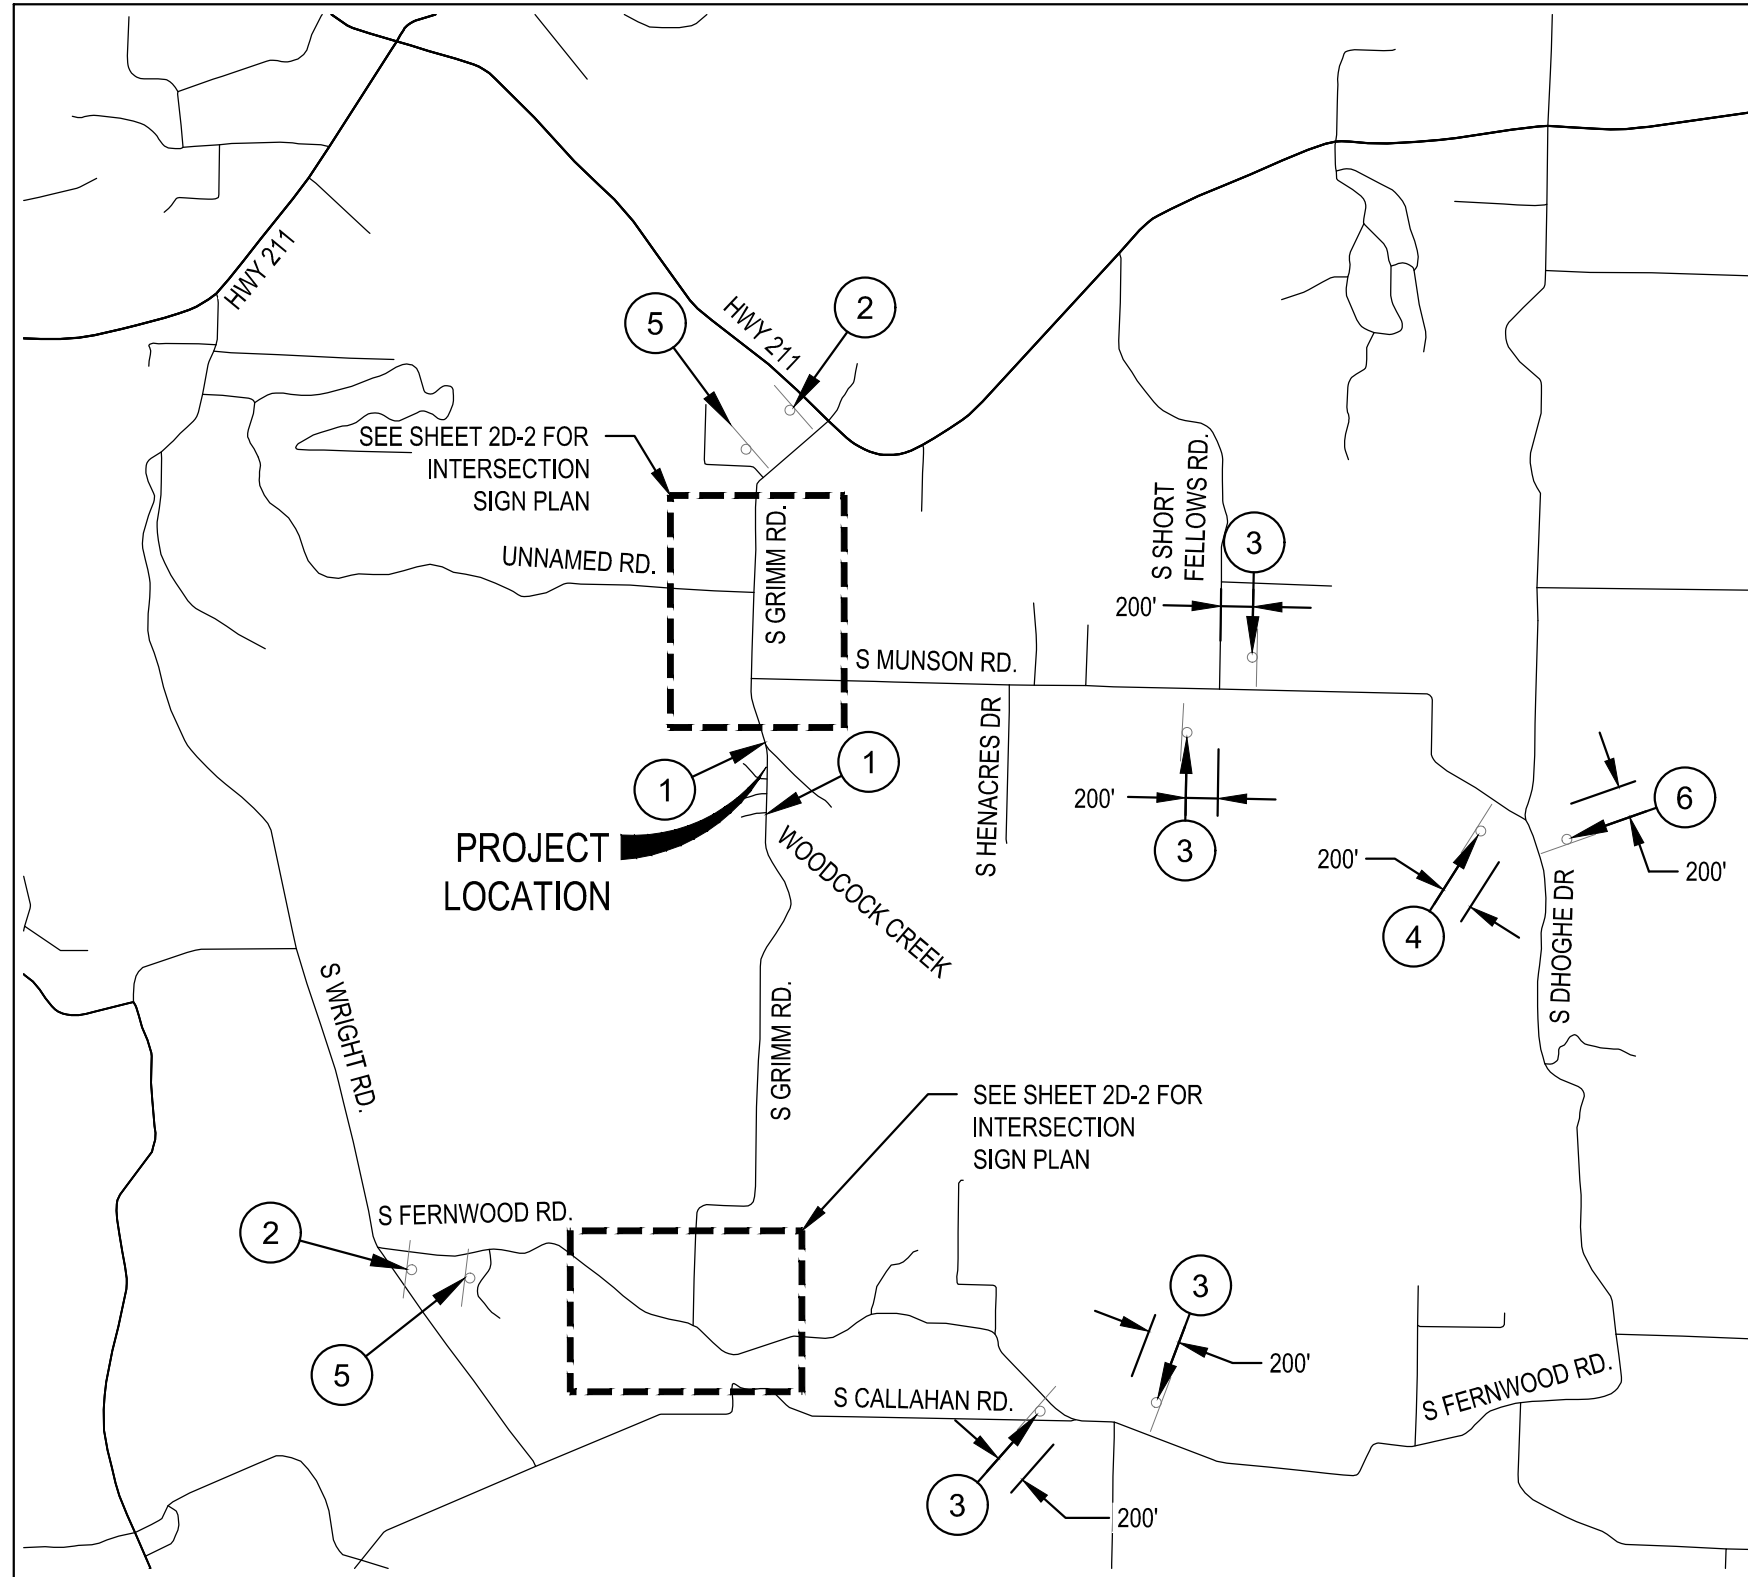 HWY 211
HWY 211
2
5
SEE SHEET 2D-2 FOR
INTERSECTION
SIGN PLAN
UNNAMED RD.
S GRIMM RD.
S SHORT
FELLOWS RD.
3
200'
S MUNSON RD.
S HENACRES DR
1
1
PROJECT
LOCATION
WOODCOCK CREEK
200'
3
6
200'
200'
4
S DHOGHE DR
S WRIGHT RD.
S GRIMM RD.
SEE SHEET 2D-2 FOR
INTERSECTION
SIGN PLAN
S FERNWOOD RD.
2
5
3
200'
S CALLAHAN RD.
S FERNWOOD RD.
3
200'